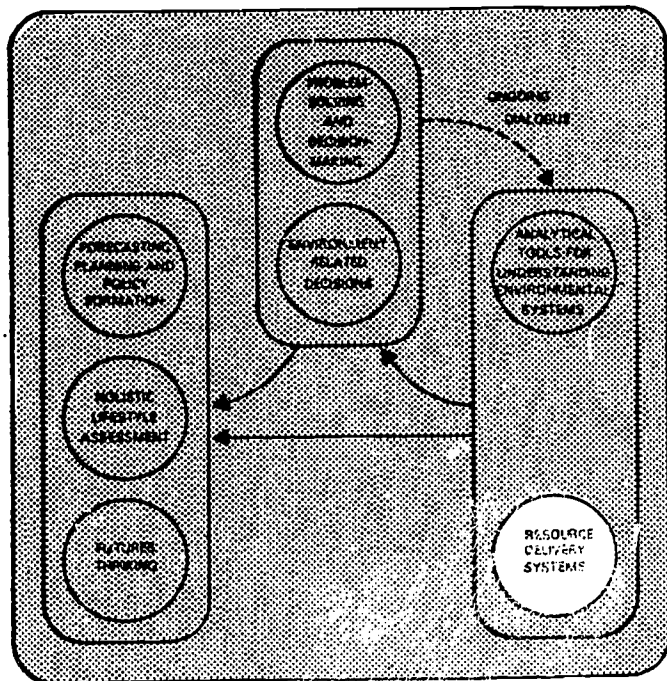 PROBLEM
SOLVING
AND
DECISION-
MAKING
ONGOING
DIALOGUE
FORECASTING
PLANNING AND
POLICY
FORMATION
ENVIRONMENT
RELATED
DECISIONS
ANALYTICAL
TOOLS FOR
UNDERSTANDING
ENVIRONMENTAL
SYSTEMS
HOLISTIC
LIFESTYLE
ASSESSMENT
FUTURES
THINKING
RESOURCE
DELIVERY
SYSTEMS